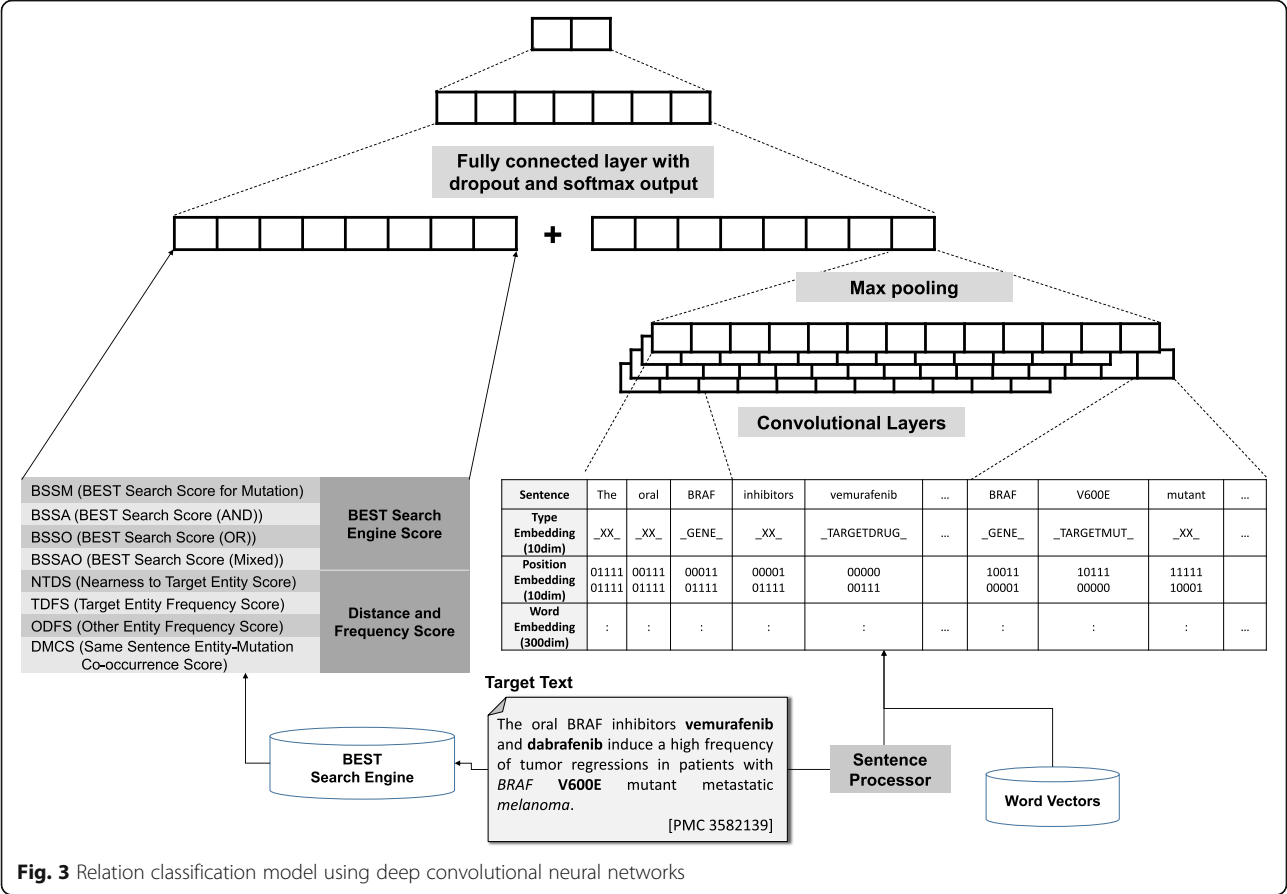 Fully connected layer with
dropout and softmax output
+
Max pooling
Convolutional Layers
BSSM (BEST Search Score for Mutation)
BSSA (BEST Search Score (AND))
BSSO (BEST Search Score (OR))
BSSAO (BEST Search Score (Mixed))
NTDS (Nearness to Target Entity Score)
TDFS (Target Entity Frequency Score)
ODFS (Other Entity Frequency Score)
DMCS (Same Sentence Entity-Mutation
Co-occurrence Score)
BEST Search
Engine Score
Distance and
Frequency Score
Sentence The oral BRAF inhibitors vemurafenib ... BRAF V600E mutant ...
Type
Embedding
(10dim) _XX_ _XX_ _GENE_ _XX_ _TARGETDRUG_ ... _GENE_ _TARGETMUT_ _XX_
Position
Embedding
(10dim)
01111 00111 00011 00001 00000 10011 10111 11111
01111 01111 01111 01111 00111 00001 00000 10001
Word
Embedding
(300dim) : : : : : ... : : : ...
Target Text
The oral BRAF inhibitors vemurafenib
and dabrafenib induce a high frequency
of tumor regressions in patients with
BRAF V600E mutant metastatic
melanoma.
[PMC 3582139]
BEST
Search Engine
Sentence
Processor
Word Vectors
Fig. 3 Relation classification model using deep convolutional neural networks